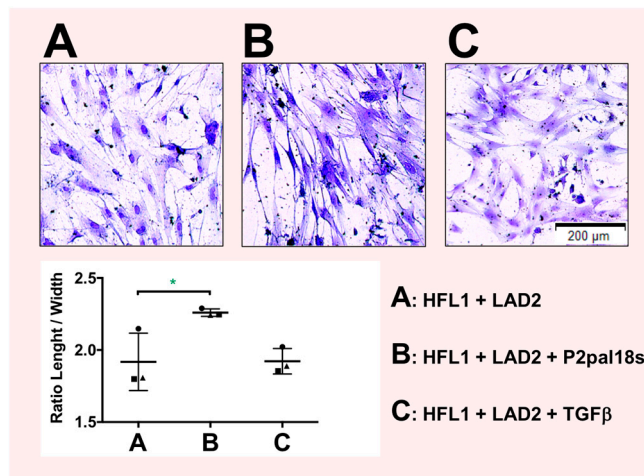 A B C
200 µm
Ratio Lenght / Width
2.5
*
2.0
1.5
A B C
A: HFL1 + LAD2
B: HFL1 + LAD2 + P2pal18s
C: HFL1 + LAD2 + TGFβ